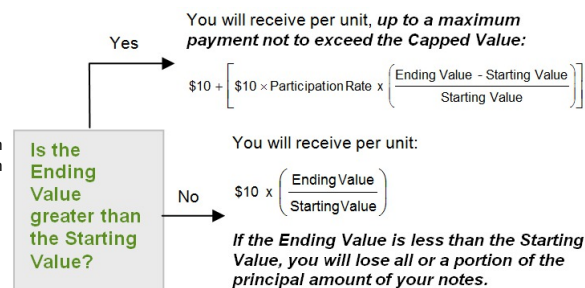 You will receive per unit, up to a maximum
payment not to exceed the Capped Value:
Yes
$10 + [ $10 × Participation Rate x ( Ending Value - Starting Value / Starting Value ) ]
Is the
Ending
Value
greater than
the Starting
Value?
No
You will receive per unit:
$10 x ( Ending Value / Starting Value )
If the Ending Value is less than the Starting
Value, you will lose all or a portion of the
principal amount of your notes.